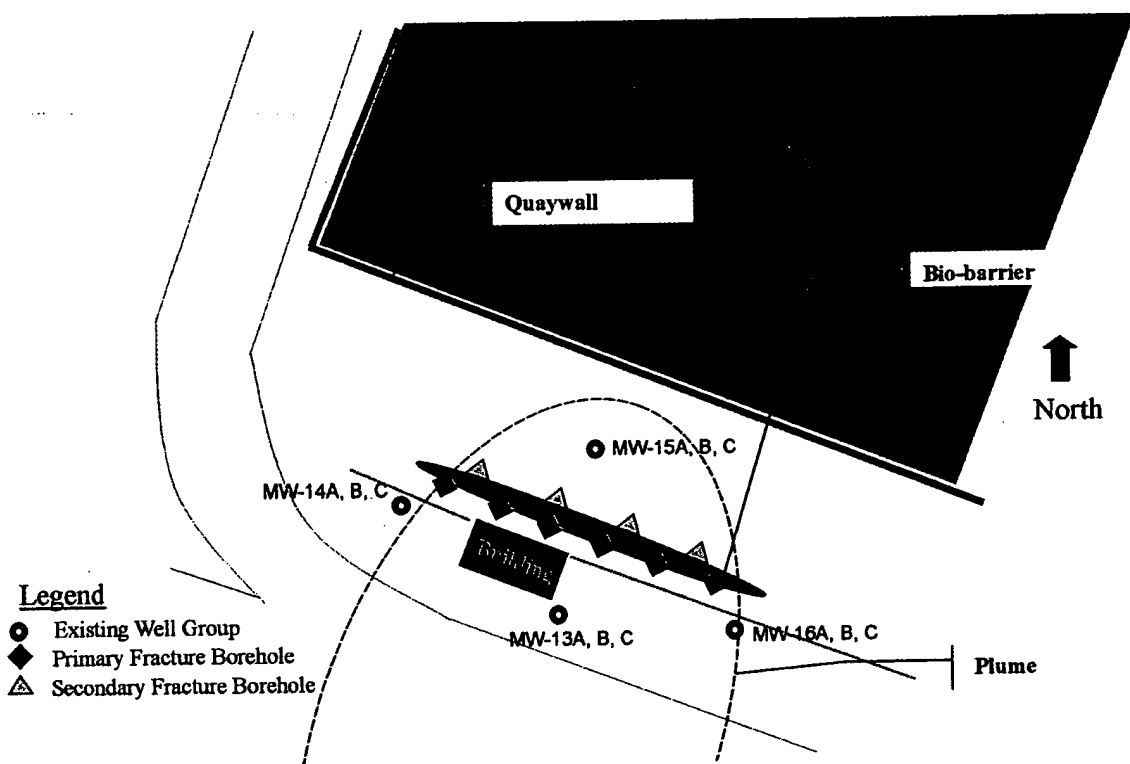 Quaywall
Bio-barrier
North
MW-15A, B, C
MW-14A, B, C
Building
MW-13A, B, C
MW-16A, B, C
Plume
Legend
Existing Well Group
Primary Fracture Borehole
Secondary Fracture Borehole